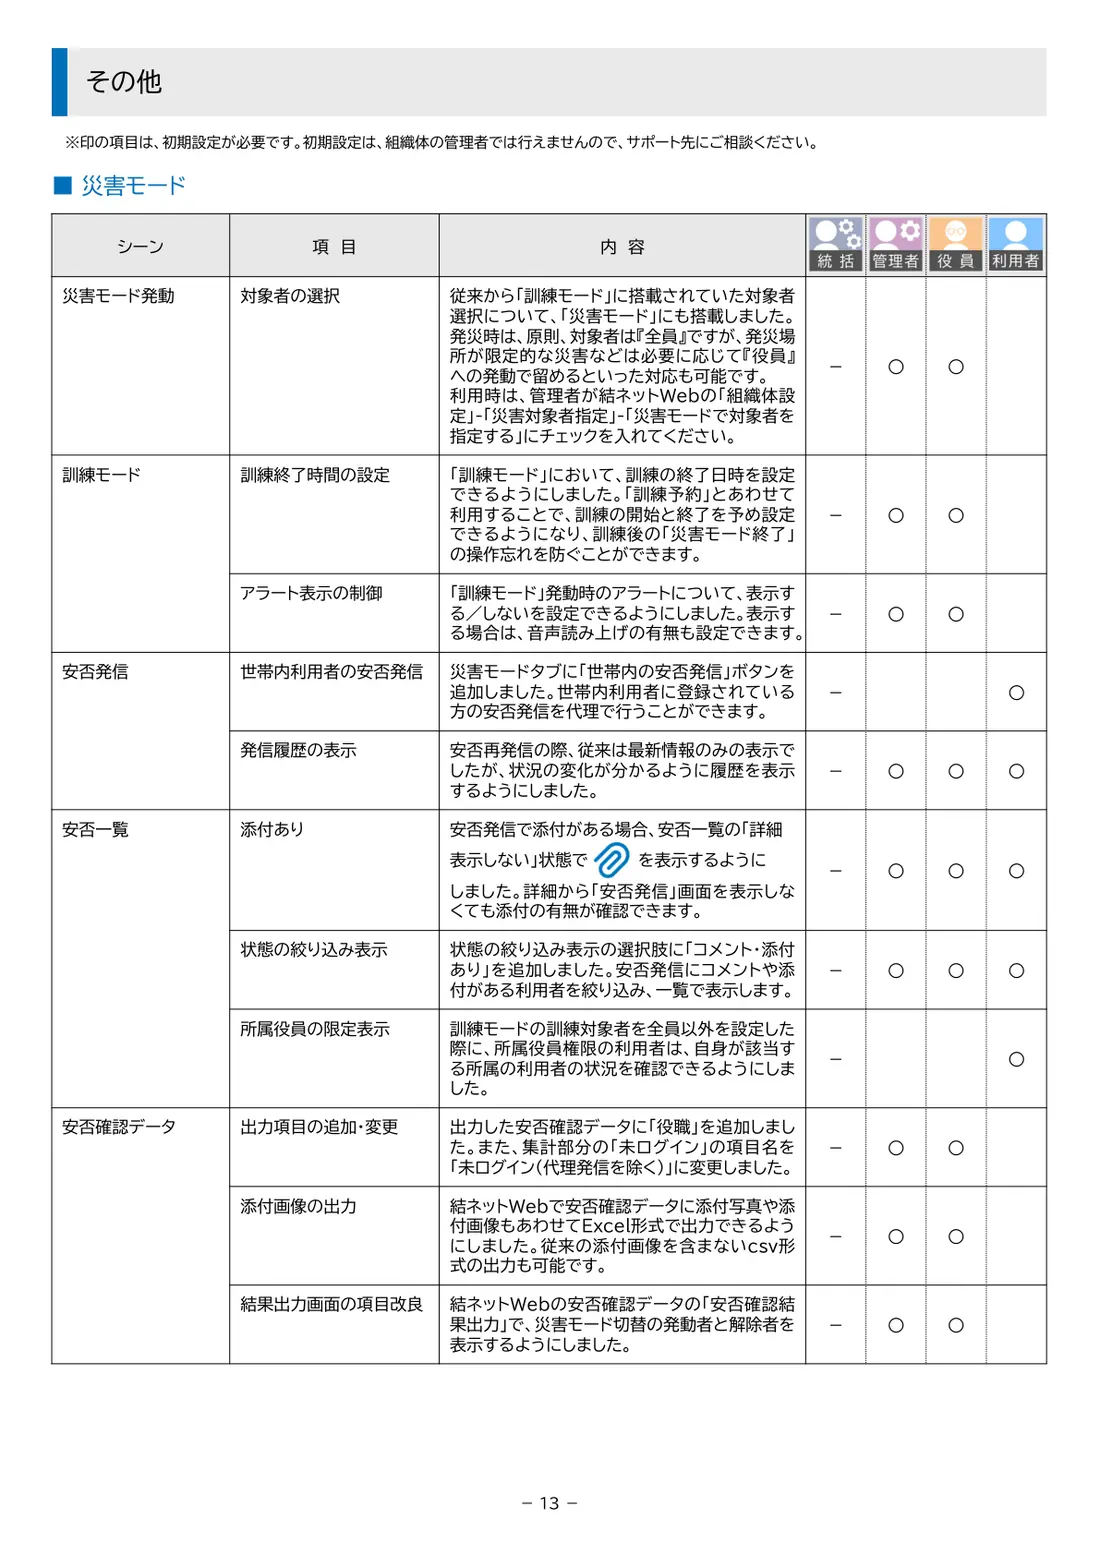 その他
※印の項目は、初期設定が必要です。初期設定は、組織体の管理者では行えませんので、サポート先にご相談ください。
■ 災害モード
シーン
項 目
内 容
統 括
管理者
役 員
利用者
災害モード発動
対象者の選択
従来から「訓練モード」に搭載されていた対象者
選択について、「災害モード」にも搭載しました。
発災時は、原則、対象者は『全員』ですが、発災場
所が限定的な災害などは必要に応じて『役員』
への発動で留めるといった対応も可能です。
利用時は、管理者が結ネットWebの「組織体設
定」-「災害対象者指定」-「災害モードで対象者を
指定する」にチェックを入れてください。
－ 〇 〇
訓練モード
訓練終了時間の設定
「訓練モード」において、訓練の終了日時を設定
できるようにしました。「訓練予約」とあわせて
利用することで、訓練の開始と終了を予め設定
できるようになり、訓練後の「災害モード終了」
の操作忘れを防ぐことができます。
－ 〇 〇
アラート表示の制御
「訓練モード」発動時のアラートについて、表示す
る／しないを設定できるようにしました。表示す
る場合は、音声読み上げの有無も設定できます。
－ 〇 〇
安否発信
世帯内利用者の安否発信
災害モードタブに「世帯内の安否発信」ボタンを
追加しました。世帯内利用者に登録されている
方の安否発信を代理で行うことができます。
－ 〇
発信履歴の表示
安否再発信の際、従来は最新情報のみの表示で
したが、状況の変化が分かるように履歴を表示
するようにしました。
－ 〇 〇 〇
安否一覧
添付あり
安否発信で添付がある場合、安否一覧の「詳細
表示しない」状態で を表示するように
しました。詳細から「安否発信」画面を表示しな
くても添付の有無が確認できます。
－ 〇 〇 〇
状態の絞り込み表示
状態の絞り込み表示の選択肢に「コメント・添付
あり」を追加しました。安否発信にコメントや添
付がある利用者を絞り込み、一覧で表示します。
－ 〇 〇 〇
所属役員の限定表示
訓練モードの訓練対象者を全員以外を設定した
際に、所属役員権限の利用者は、自身が該当す
る所属の利用者の状況を確認できるようにしま
した。
－ 〇
安否確認データ
出力項目の追加・変更
出力した安否確認データに「役職」を追加しまし
た。また、集計部分の「未ログイン」の項目名を
「未ログイン（代理発信を除く）」に変更しました。
－ 〇 〇
添付画像の出力
結ネットWebで安否確認データに添付写真や添
付画像もあわせてExcel形式で出力できるよう
にしました。従来の添付画像を含まないcsv形
式の出力も可能です。
－ 〇 〇
結果出力画面の項目改良
結ネットWebの安否確認データの「安否確認結
果出力」で、災害モード切替の発動者と解除者を
表示するようにしました。
－ 〇 〇
－ 13 －